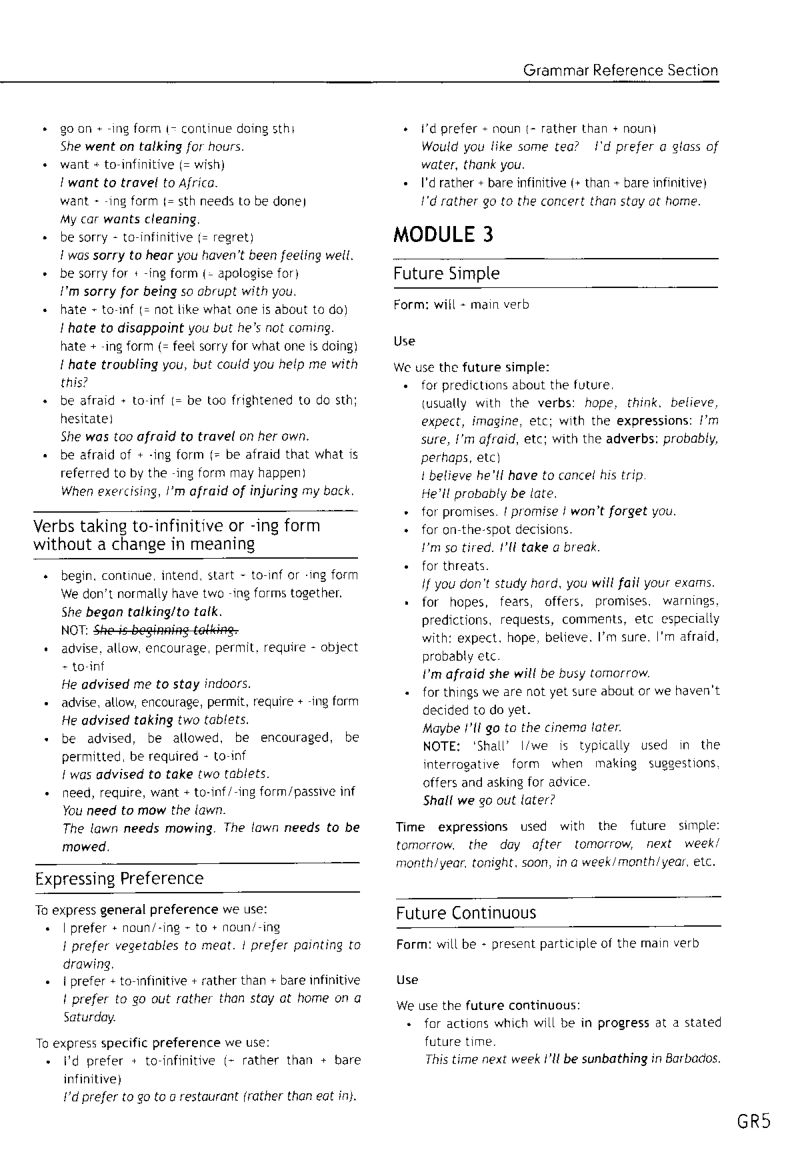 Grammar Reference Section
• go on + -ing form (= continue doing sth)
She went on talking for hours.
• want + to-infinitive (= wish)
I want to travel to Africa.
want + -ing form (= sth needs to be done)
My car wants cleaning.
• be sorry + to-infinitive (= regret)
I was sorry to hear you haven't been feeling well.
• be sorry for + -ing form (= apologise for)
I'm sorry for being so abrupt with you.
• hate + to-inf (= not like what one is about to do)
I hate to disappoint you but he's not coming.
hate + -ing form (= feel sorry for what one is doing)
I hate troubling you, but could you help me with
this?
• be afraid + to-inf (= be too frightened to do sth;
hesitate)
She was too afraid to travel on her own.
• be afraid of + -ing form (= be afraid that what is
referred to by the -ing form may happen)
When exercising, I'm afraid of injuring my back.
Verbs taking to-infinitive or -ing form
without a change in meaning
• begin, continue, intend, start + to-inf or -ing form
We don't normally have two -ing forms together.
She began talking/to talk.
NOT: She is beginning talking.
• advise, allow, encourage, permit, require + object
+ to-inf
He advised me to stay indoors.
• advise, allow, encourage, permit, require + -ing form
He advised taking two tablets.
• be advised, be allowed, be encouraged, be
permitted, be required + to-inf
I was advised to take two tablets.
• need, require, want + to-inf/-ing form/passive inf
You need to mow the lawn.
The lawn needs mowing. The lawn needs to be
mowed.
Expressing Preference
To express general preference we use:
• I prefer + noun/-ing + to + noun/-ing
I prefer vegetables to meat. I prefer painting to
drawing.
• I prefer + to-infinitive + rather than + bare infinitive
I prefer to go out rather than stay at home on a
Saturday.
To express specific preference we use:
• I'd prefer + to-infinitive (+ rather than + bare
infinitive)
I'd prefer to go to a restaurant (rather than eat in).
• I'd prefer + noun (+ rather than + noun)
Would you like some tea? I'd prefer a glass of
water, thank you.
• I'd rather + bare infinitive (+ than + bare infinitive)
I'd rather go to the concert than stay at home.
MODULE 3
Future Simple
Form: will + main verb
Use
We use the future simple:
• for predictions about the future.
(usually with the verbs: hope, think, believe,
expect, imagine, etc; with the expressions: I'm
sure, I'm afraid, etc; with the adverbs: probably,
perhaps, etc)
I believe he'll have to cancel his trip.
He'll probably be late.
• for promises. I promise I won't forget you.
• for on-the-spot decisions.
I'm so tired. I'll take a break.
• for threats.
If you don't study hard, you will fail your exams.
• for hopes, fears, offers, promises, warnings,
predictions, requests, comments, etc especially
with: expect, hope, believe, I'm sure, I'm afraid,
probably etc.
I'm afraid she will be busy tomorrow.
• for things we are not yet sure about or we haven't
decided to do yet.
Maybe I'll go to the cinema later.
NOTE: 'Shall' I/we is typically used in the
interrogative form when making suggestions,
offers and asking for advice.
Shall we go out later?
Time expressions used with the future simple:
tomorrow, the day after tomorrow, next week/
month/year, tonight, soon, in a week/month/year, etc.
Future Continuous
Form: will be + present participle of the main verb
Use
We use the future continuous:
• for actions which will be in progress at a stated
future time.
This time next week I'll be sunbathing in Barbados.
GR5